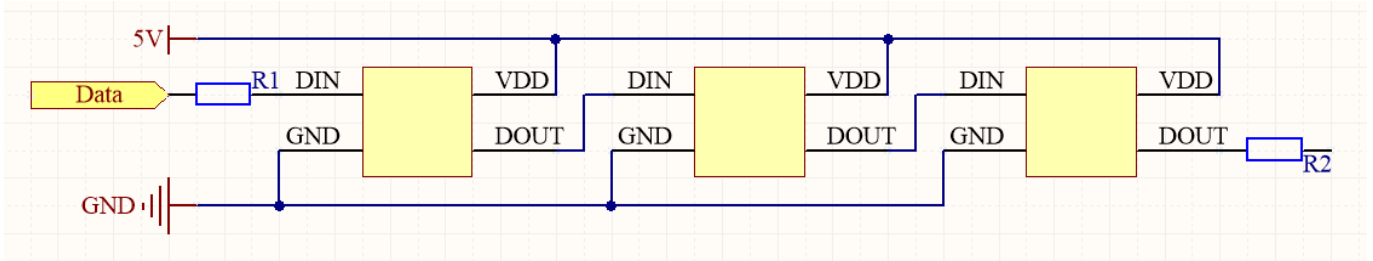 5V
Data
R1
DIN
VDD
GND
DOUT
DIN
VDD
GND
DOUT
DIN
VDD
GND
DOUT
R2
GND